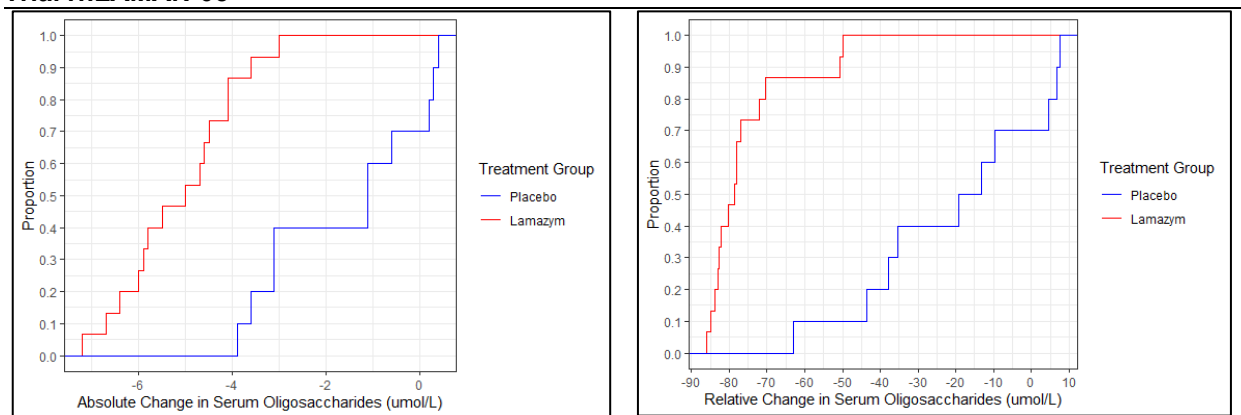 1.0
0.9
0.8
0.7
0.6
0.5
0.4
0.3
0.2
0.1
0.0
Proportion
-6
-4
-2
0
Absolute Change in Serum Oligosaccharides (umol/L)
Treatment Group
Placebo
Lamazym
1.0
0.9
0.8
0.7
0.6
0.5
0.4
0.3
0.2
0.1
0.0
Proportion
-90 -80 -70 -60 -50 -40 -30 -20 -10 0 10
Relative Change in Serum Oligosaccharides (umol/L)
Treatment Group
Placebo
Lamazym